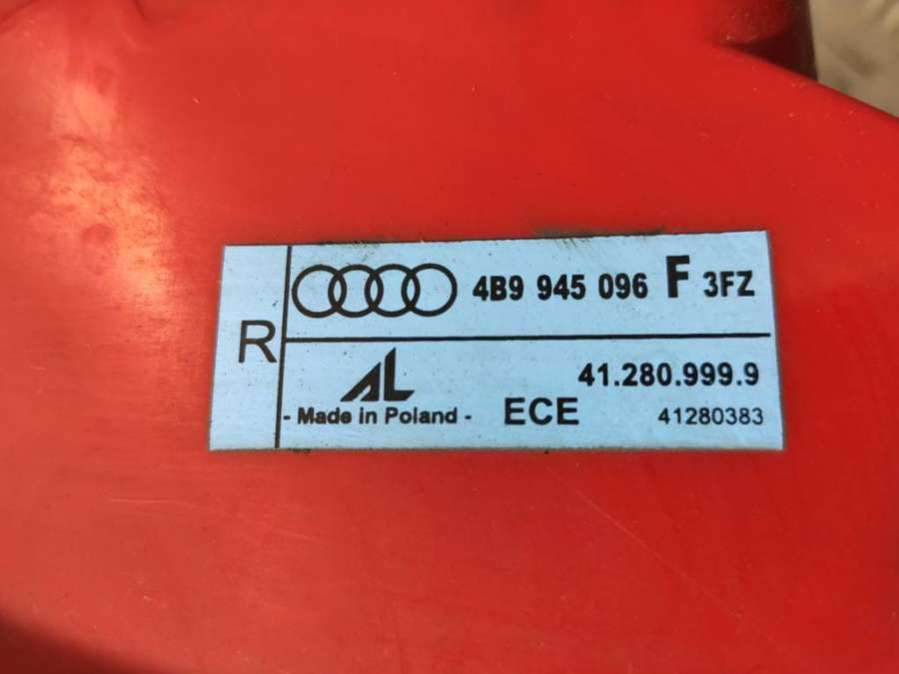 R
4B9 945 096 F 3FZ
AL
41.280.999.9
- Made in Poland -
ECE
41280383